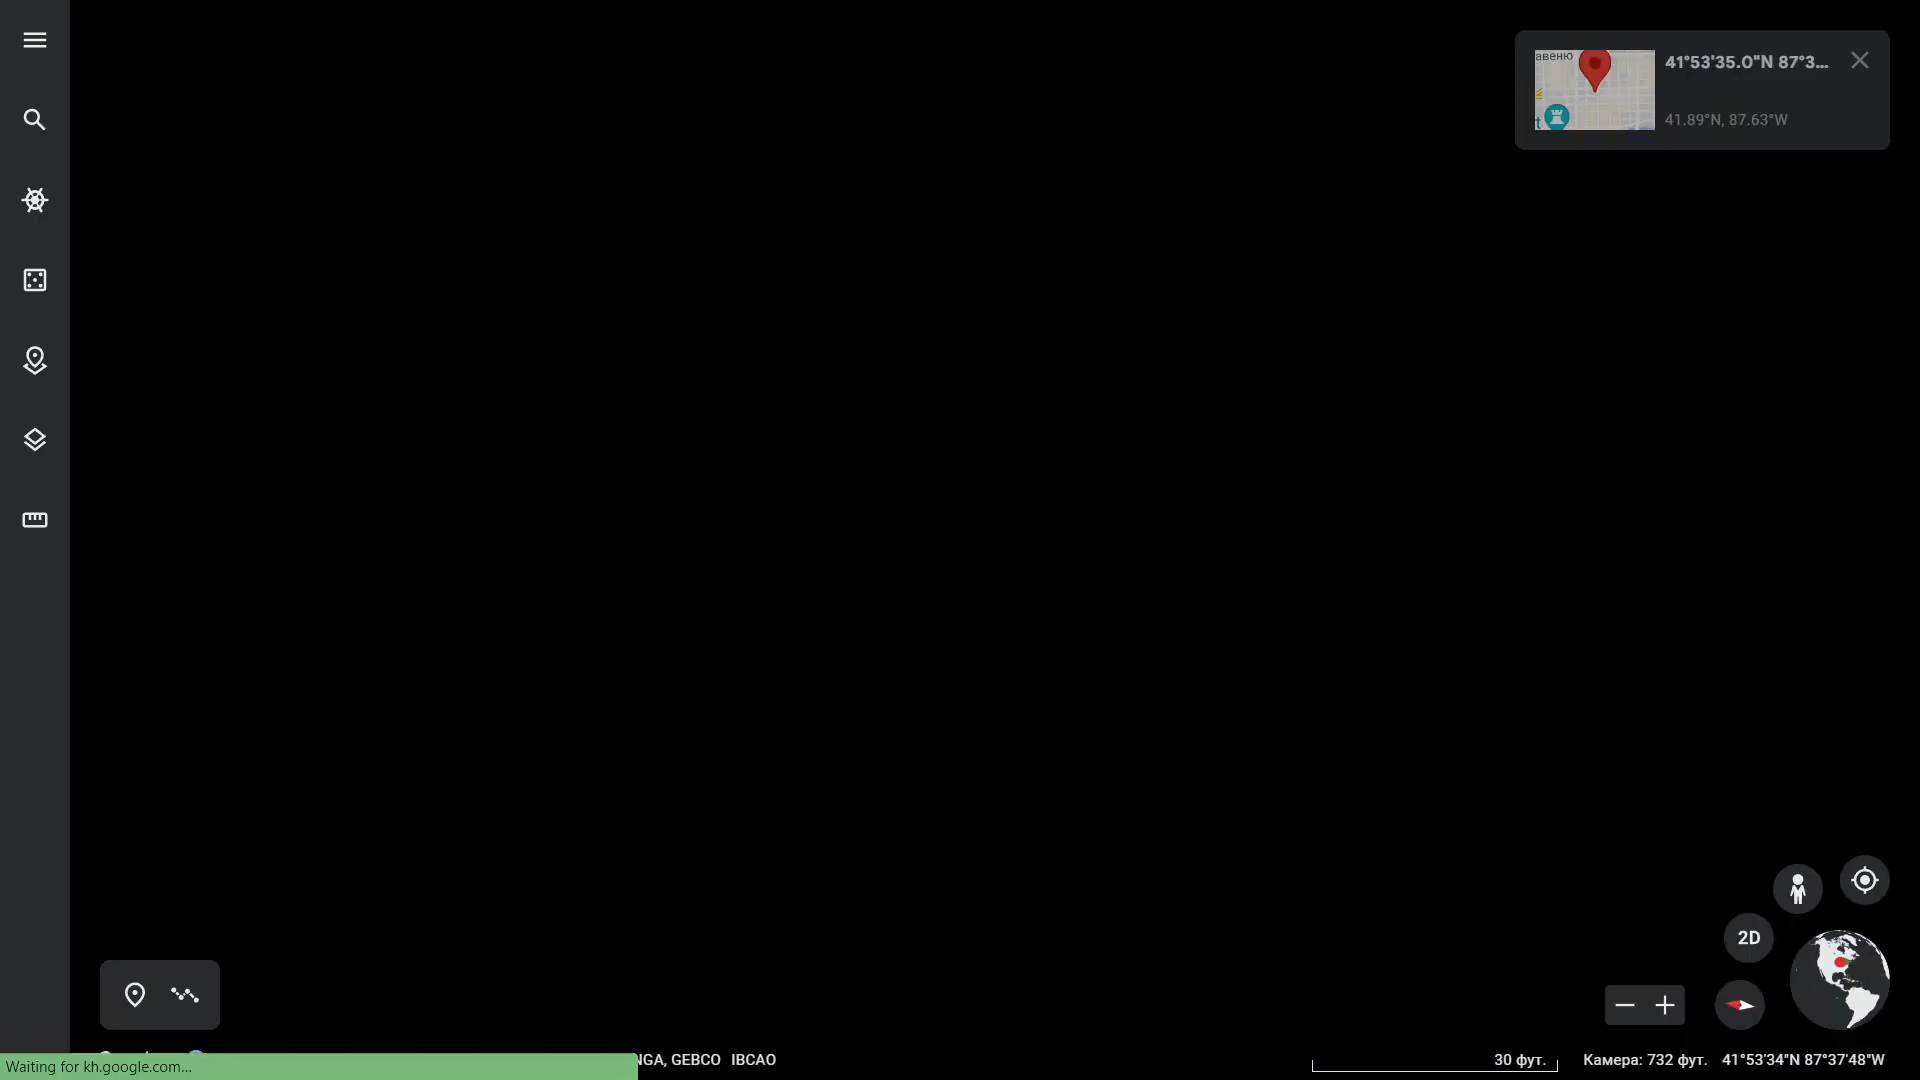 авеню
41°53'35.0"N 87°3...
41.89°N, 87.63°W
2D
NGA, GEBCO IBCAO
30 фут.
Камера: 732 фут.
41°53'34"N 87°37'48"W
Waiting for kh.google.com...